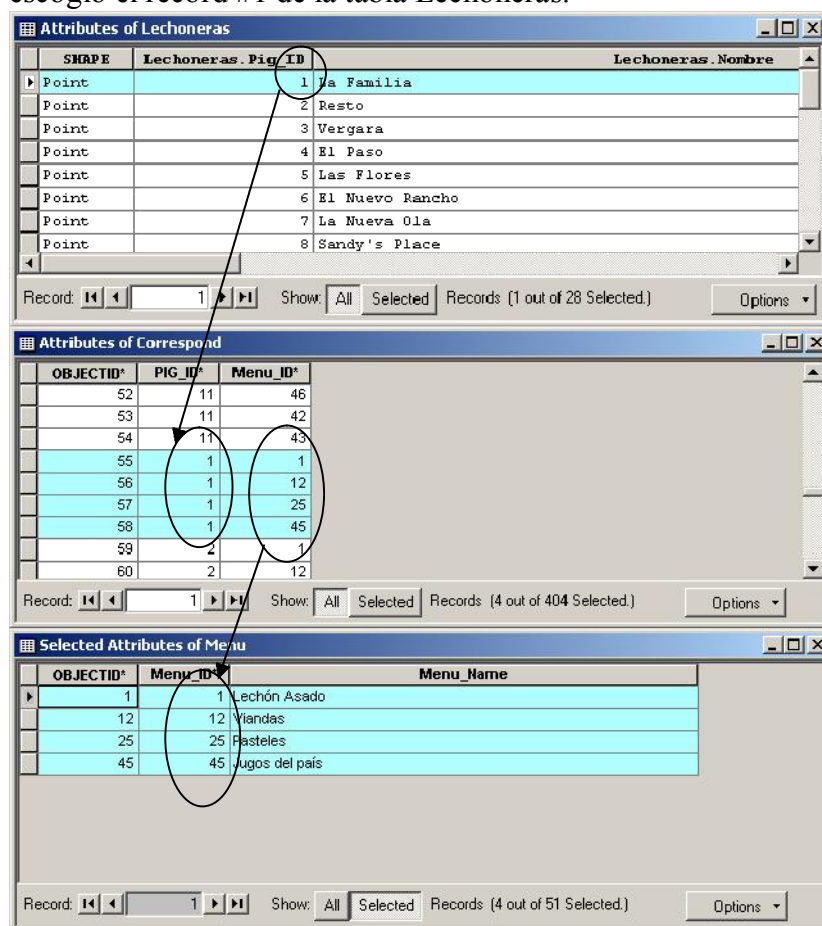 escogió el record #1 de la tabla Lechoneras.
Attributes of Lechoneras
SHAPE Lechoneras.Pig_ID Lechoneras.Nombre
Point 1 La Familia
Point 2 Resto
Point 3 Vergara
Point 4 El Paso
Point 5 Las Flores
Point 6 El Nuevo Rancho
Point 7 La Nueva Ola
Point 8 Sandy's Place
Record: 1 Show: All Selected Records (1 out of 28 Selected.) Options
Attributes of Correspond
OBJECTID* PIG_ID* Menu_ID*
52 11 46
53 11 42
54 11 43
55 1 1
56 1 12
57 1 25
58 1 45
59 2 1
60 2 12
Record: 1 Show: All Selected Records (4 out of 404 Selected.) Options
Selected Attributes of Menu
OBJECTID* Menu_ID* Menu_Name
1 1 Lechón Asado
12 12 Viandas
25 25 Pasteles
45 45 Jugos del país
Record: 1 Show: All Selected Records (4 out of 51 Selected.) Options